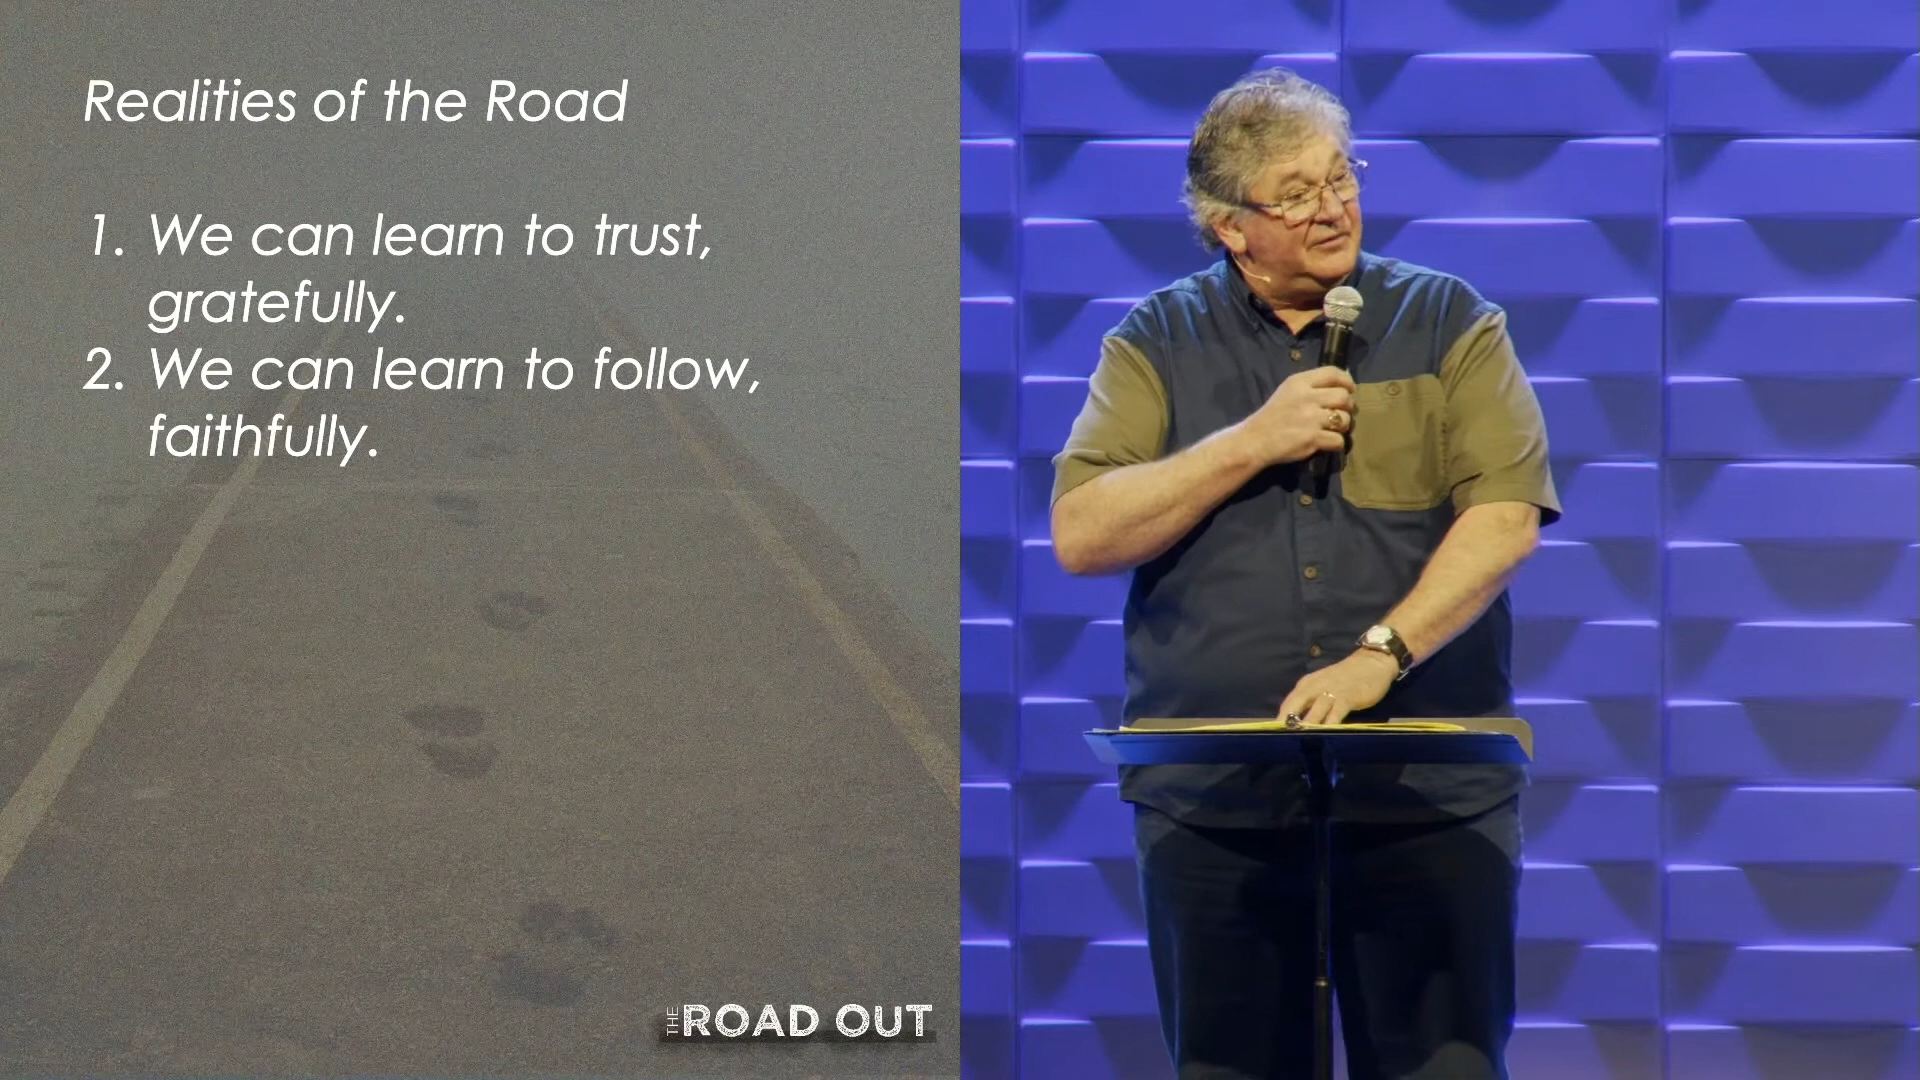 Realities of the Road
1. We can learn to trust,
gratefully.
2. We can learn to follow,
faithfully.
THE ROAD OUT